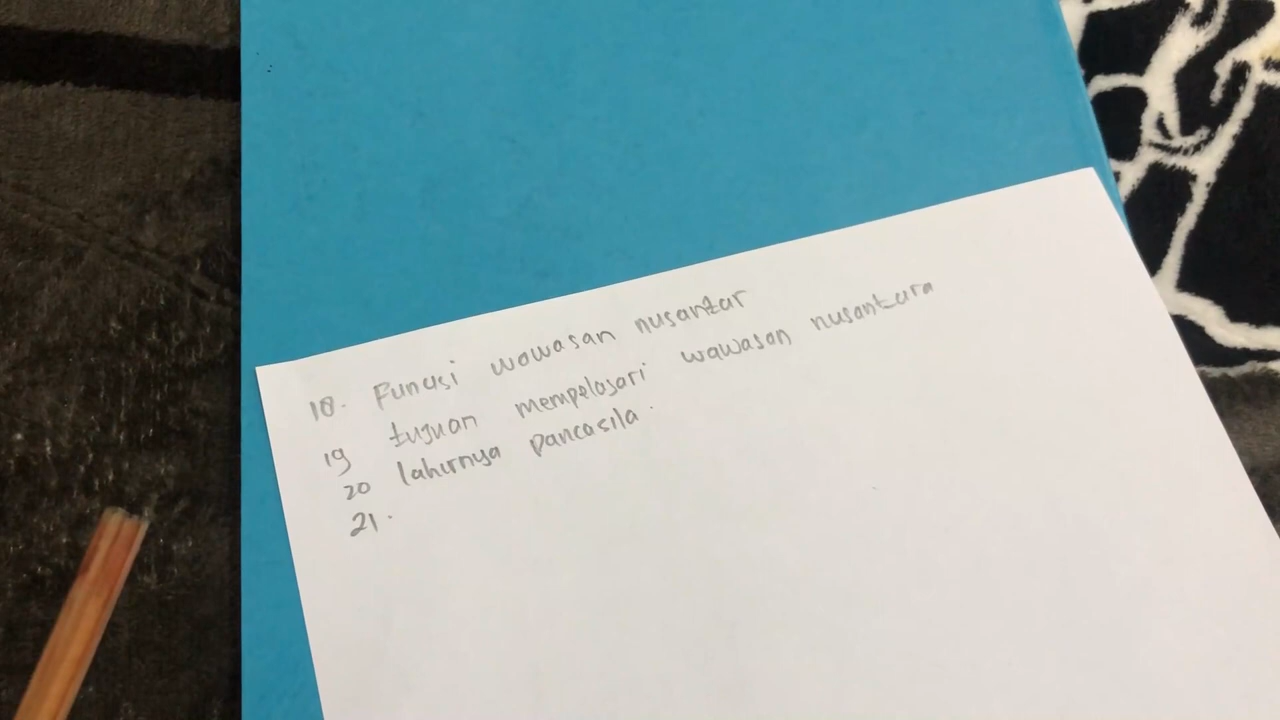 18. Fungsi wawasan nusantar
19 tujuan mempelajari wawasan nusantara
20 lahirnya pancasila.
21.